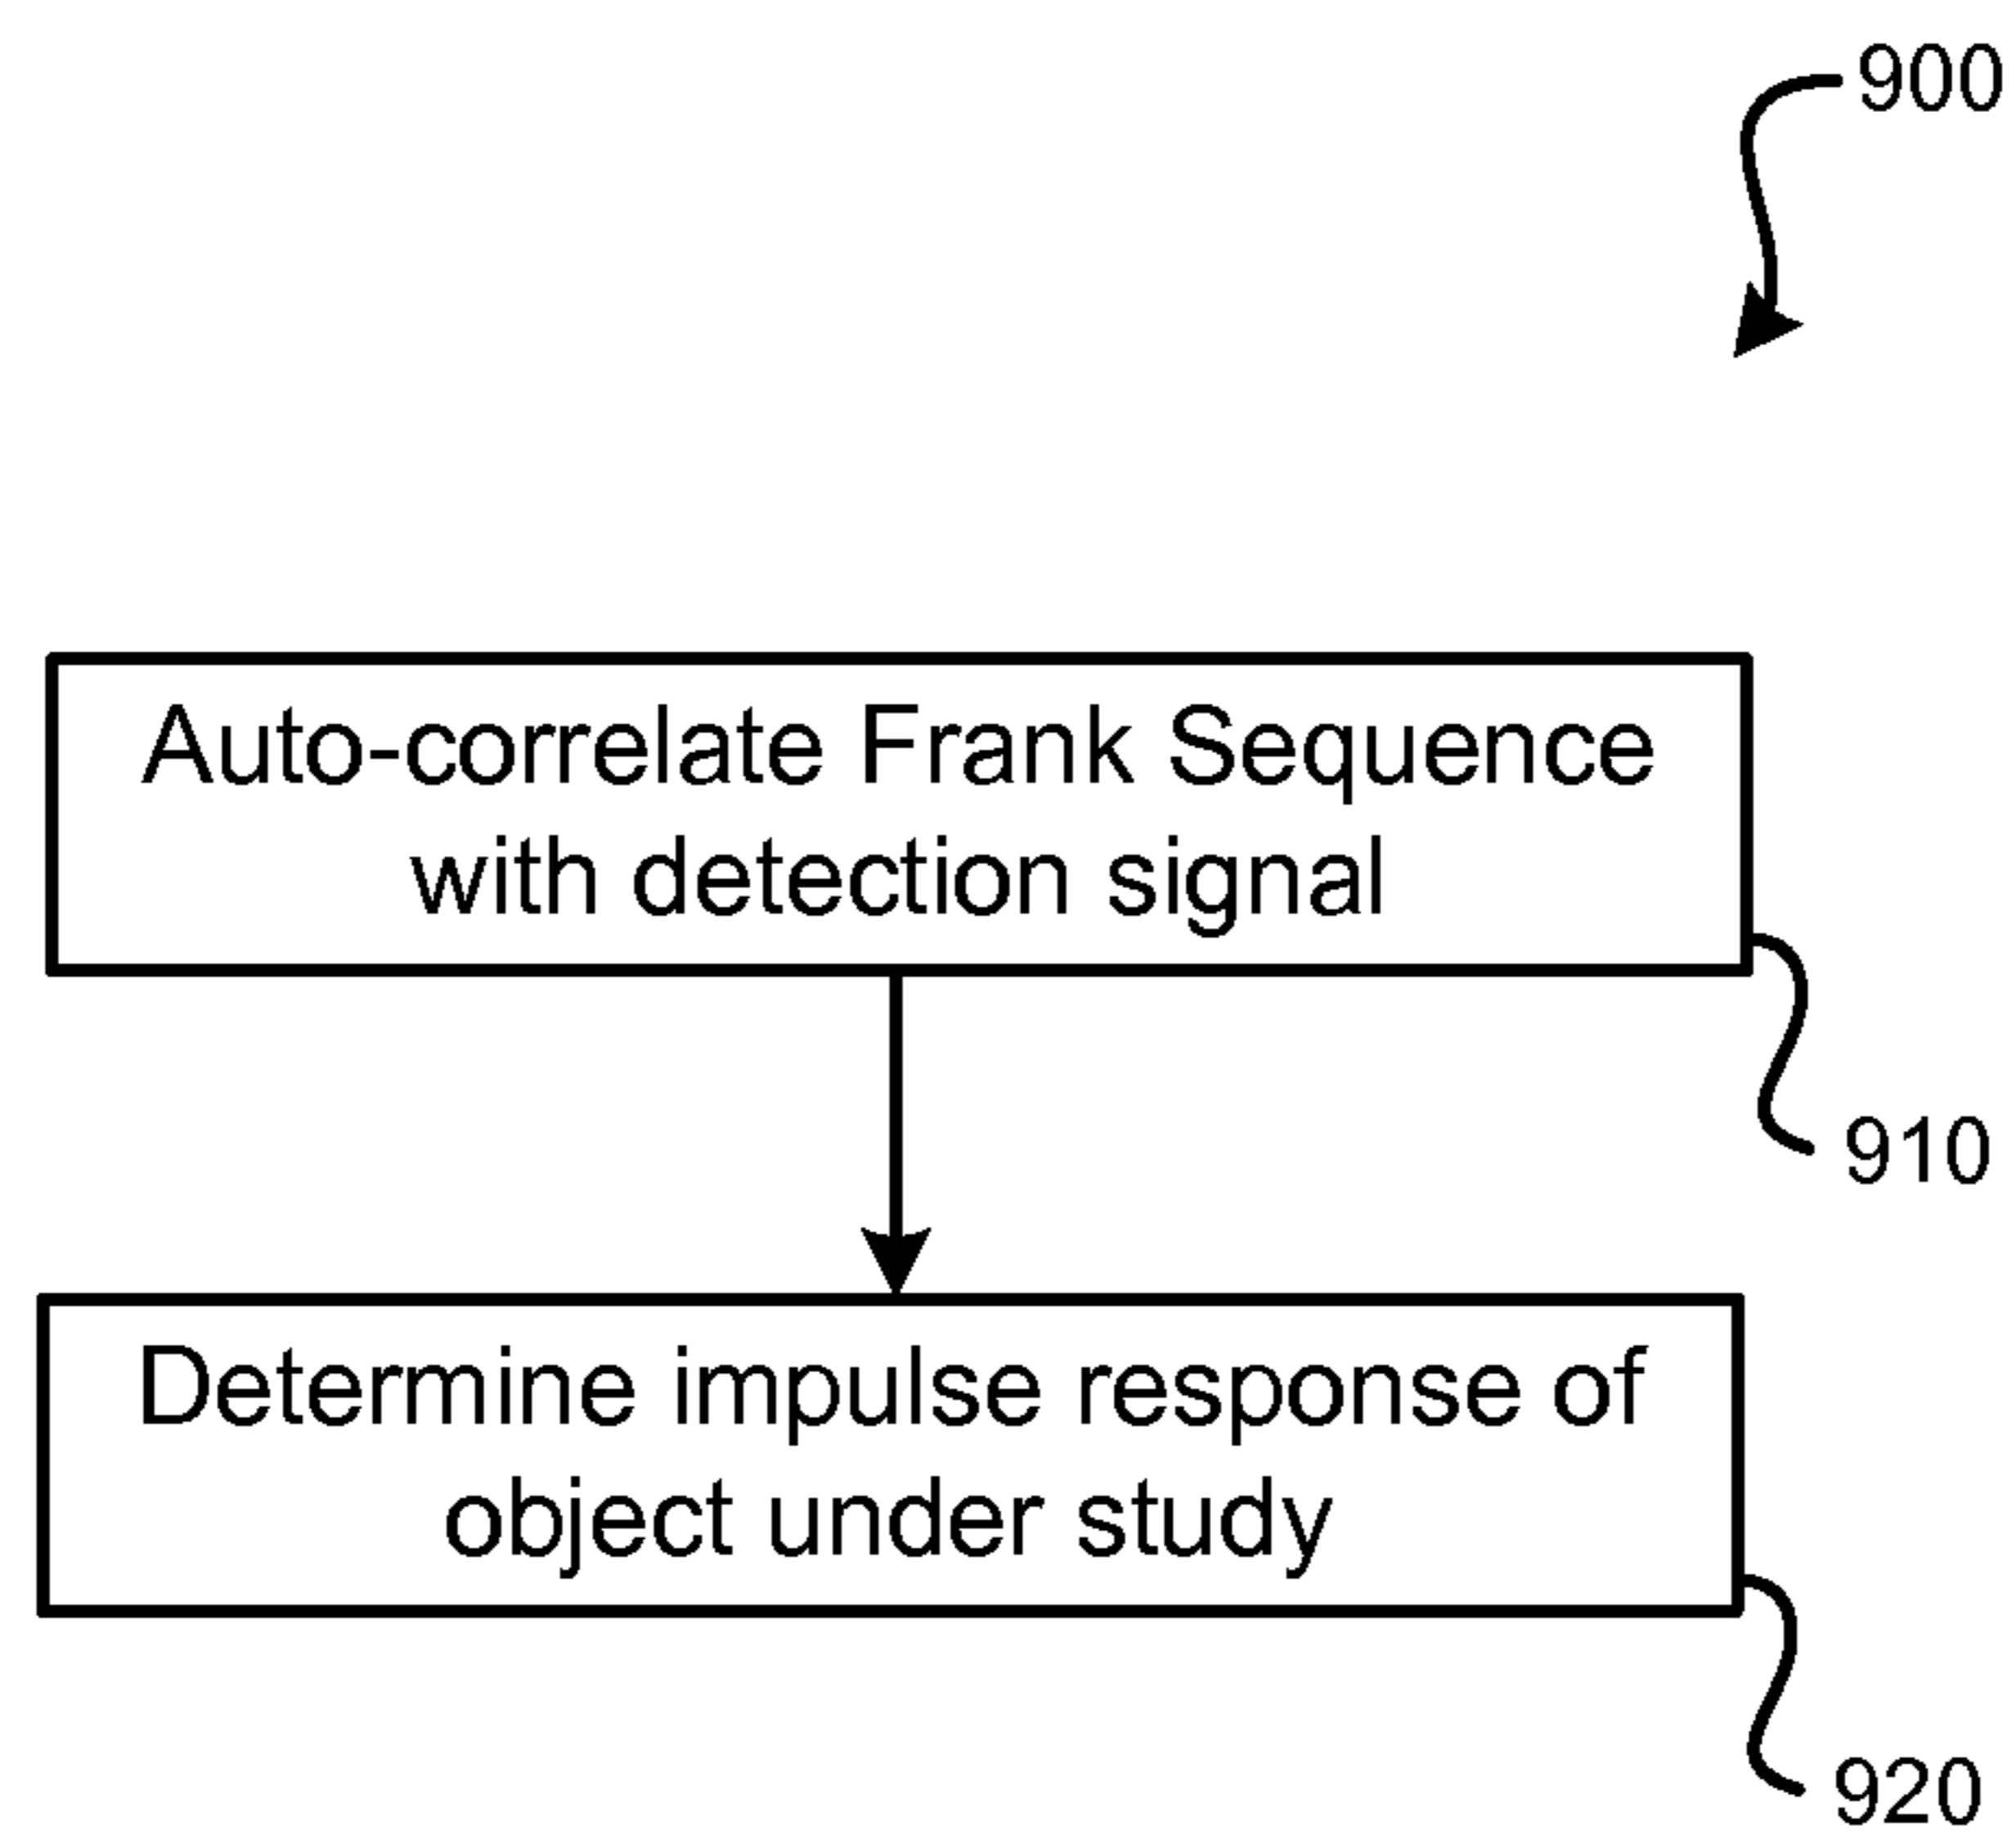 900
Auto-correlate Frank Sequence
with detection signal
910
Determine impulse response of
object under study
920